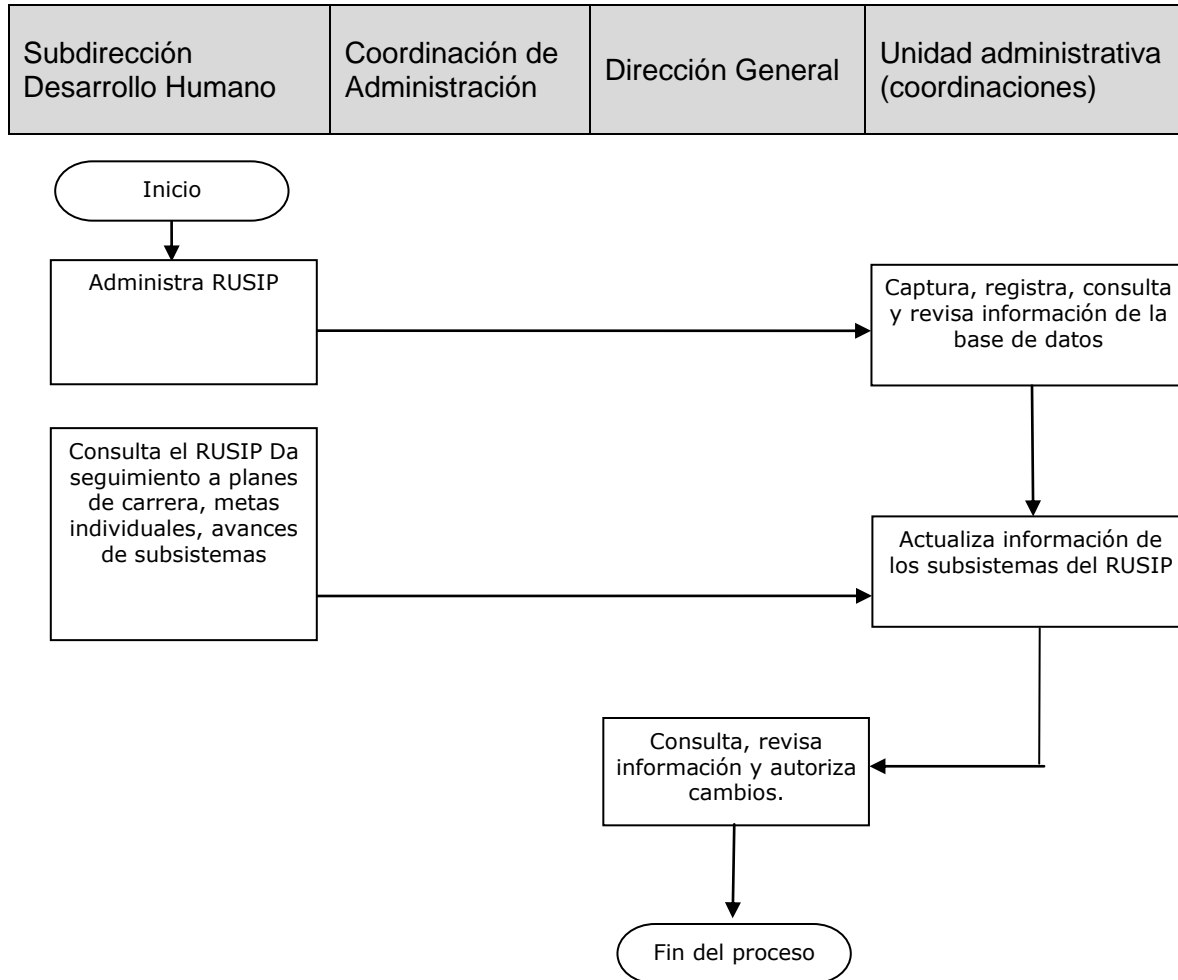 Subdirección
Desarrollo Humano
Coordinación de
Administración
Dirección General
Unidad administrativa
(coordinaciones)
Inicio
Administra RUSIP
Captura, registra, consulta
y revisa información de la
base de datos
Consulta el RUSIP Da
seguimiento a planes
de carrera, metas
individuales, avances
de subsistemas
Actualiza información de
los subsistemas del RUSIP
Consulta, revisa
información y autoriza
cambios.
Fin del proceso